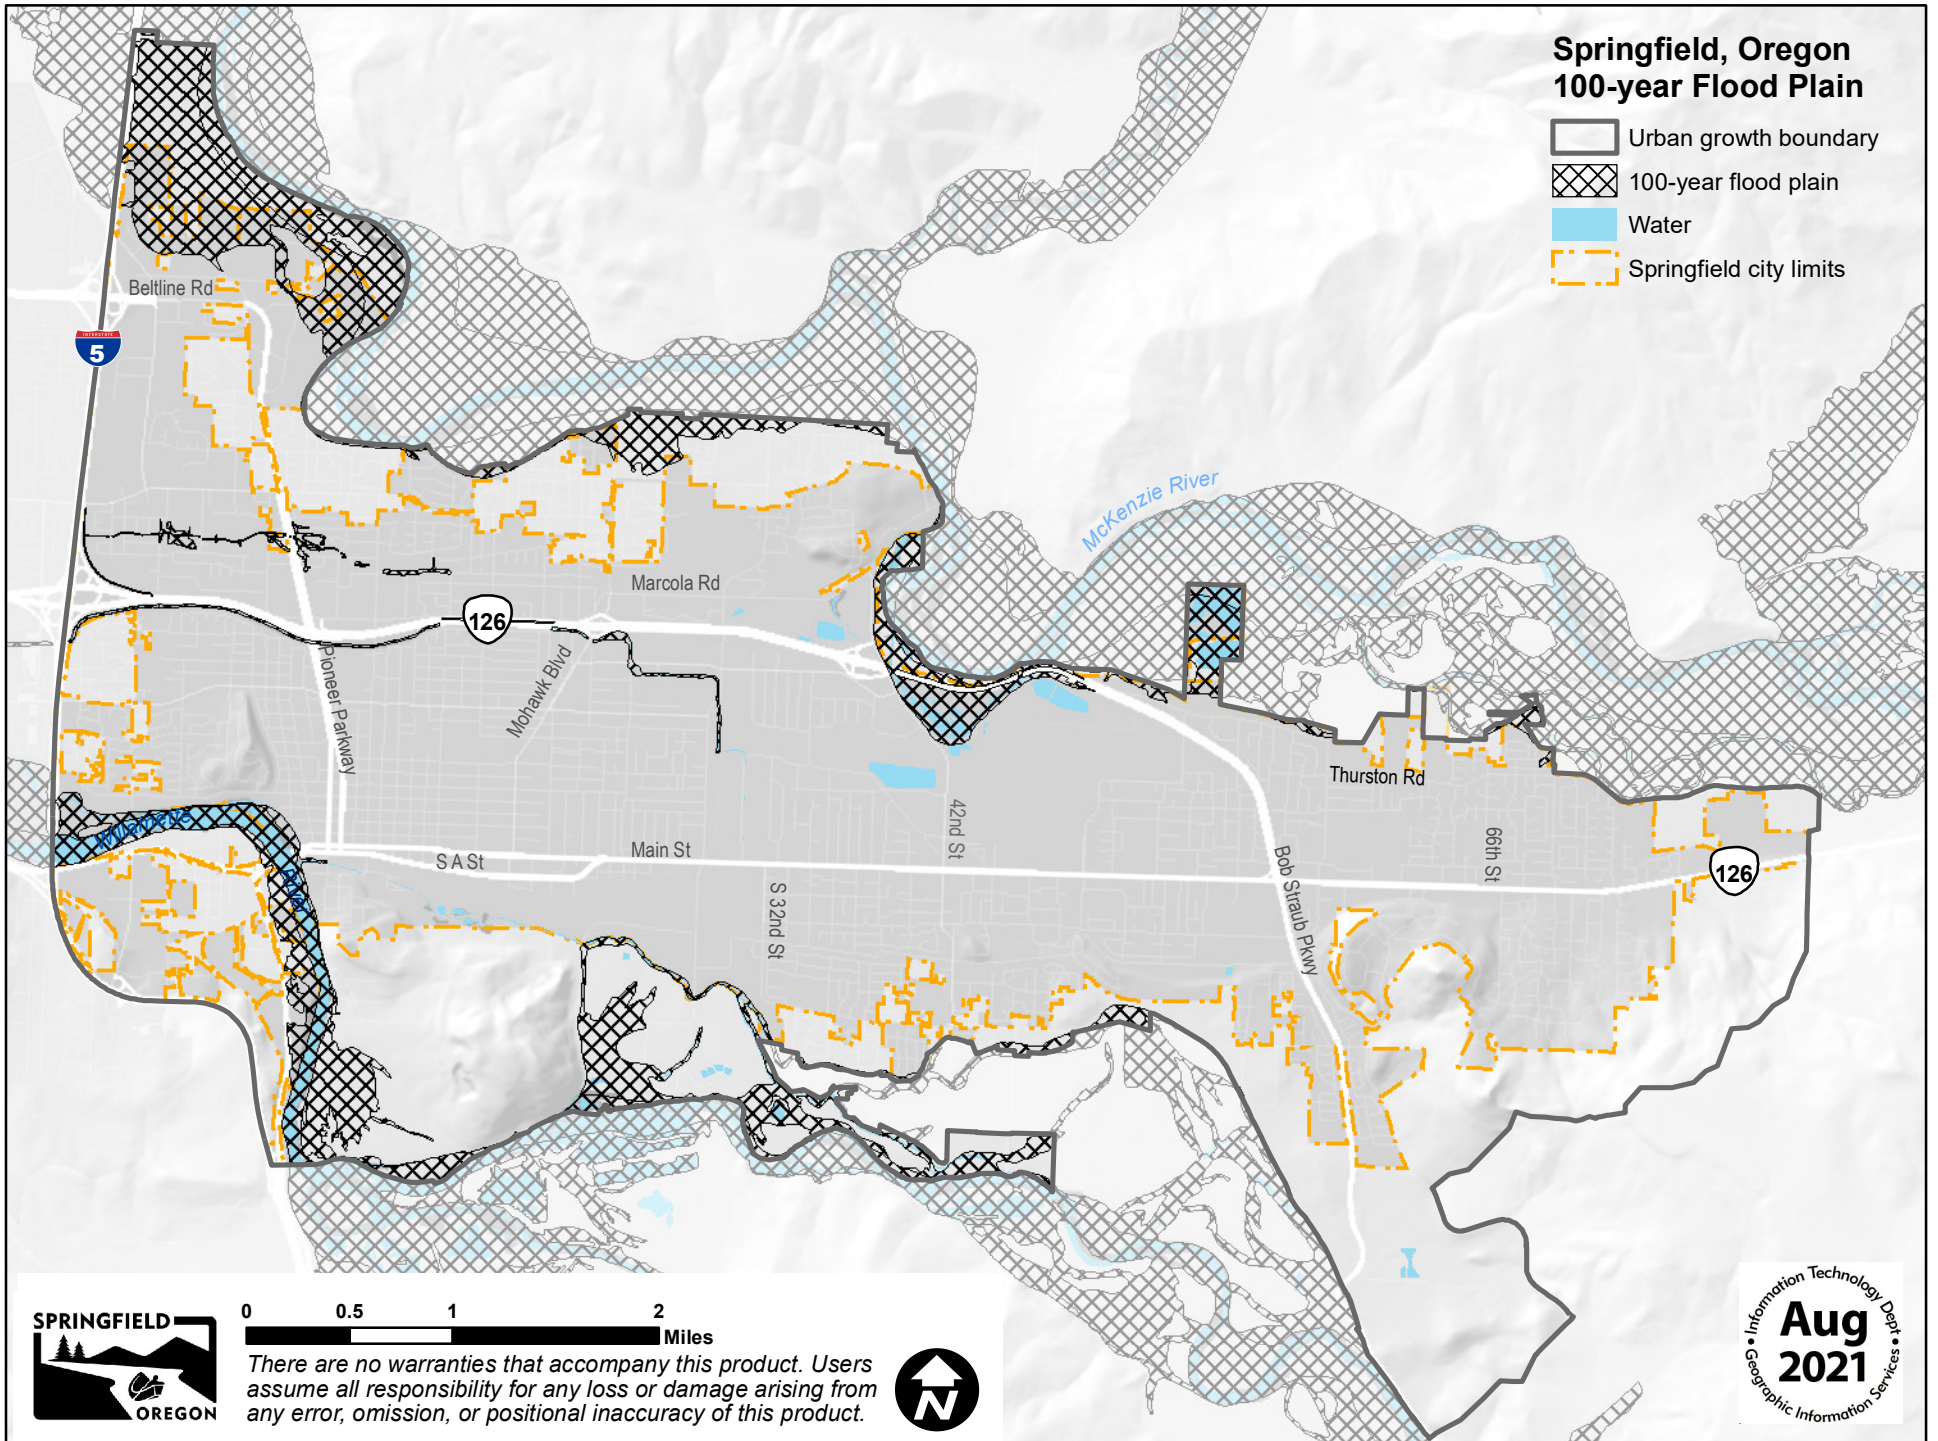 Springfield, Oregon
100-year Flood Plain
Urban growth boundary
100-year flood plain
Water
Springfield city limits
Beltline Rd
INTERSTATE
5
McKenzie River
Marcola Rd
126
Pioneer Parkway
Mohawk Blvd
Thurston Rd
Willamette
River
S A St
Main St
42nd St
S 32nd St
66th St
126
Bob Straub Pkwy
SPRINGFIELD
OREGON
0 0.5 1 2
Miles
There are no warranties that accompany this product. Users
assume all responsibility for any loss or damage arising from
any error, omission, or positional inaccuracy of this product.
N
Information Technology Dept
Aug
2021
Geographic Information Services